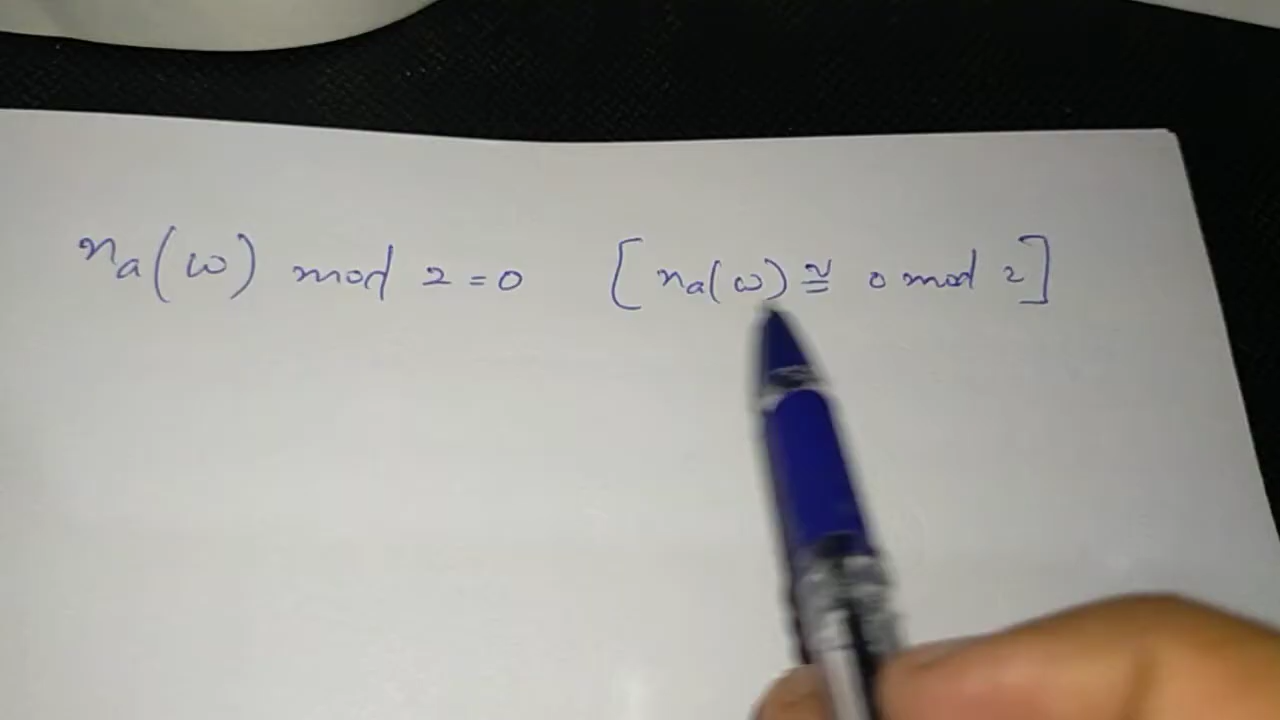 na(w) mod 2 = 0 [na(w) ≅ 0 mod 2]